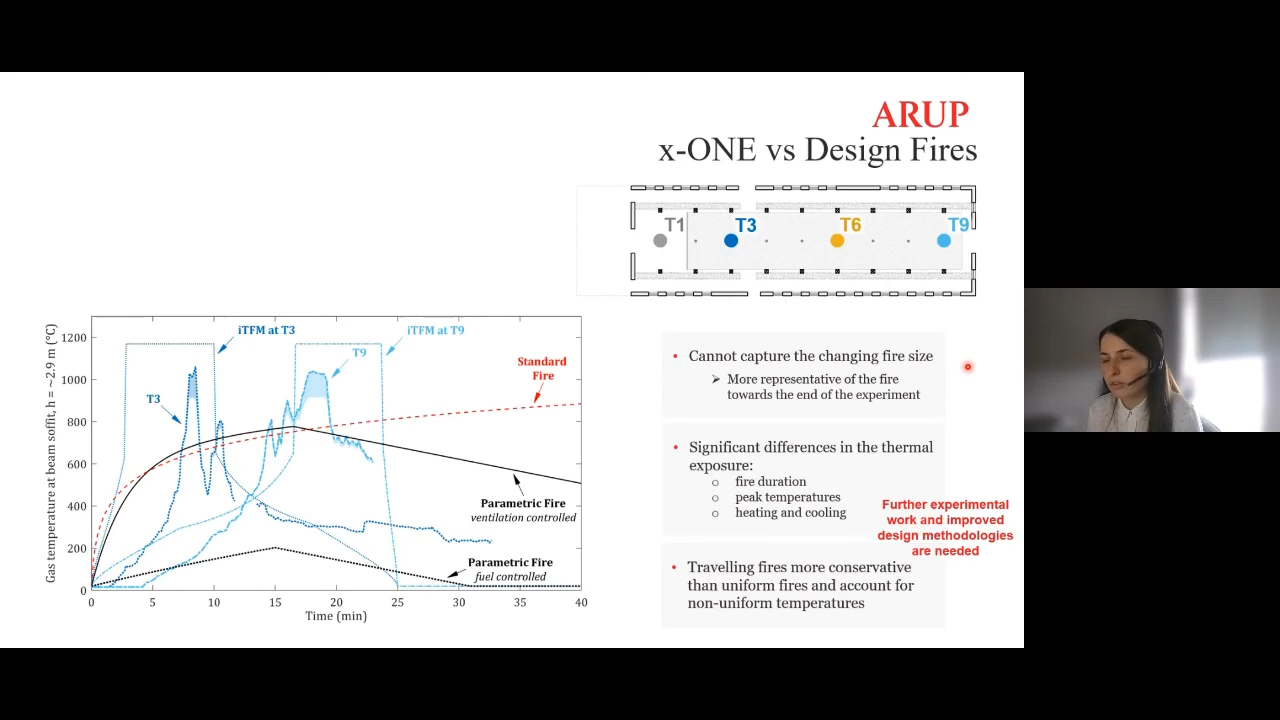 ARUP
x-ONE vs Design Fires
T1
T3
T6
T9
Gas temperature at beam soffit, h = ~2.9 m (°C)
1200
1000
800
600
400
200
0
iTFM at T3
iTFM at T9
T9
T3
Standard
Fire
Parametric Fire
ventilation controlled
Parametric Fire
fuel controlled
0 5 10 15 20 25 30 35 40
Time (min)
• Cannot capture the changing fire size
➢ More representative of the fire
towards the end of the experiment
• Significant differences in the thermal
exposure:
o fire duration
o peak temperatures
o heating and cooling
Further experimental
work and improved
design methodologies
are needed
• Travelling fires more conservative
than uniform fires and account for
non-uniform temperatures